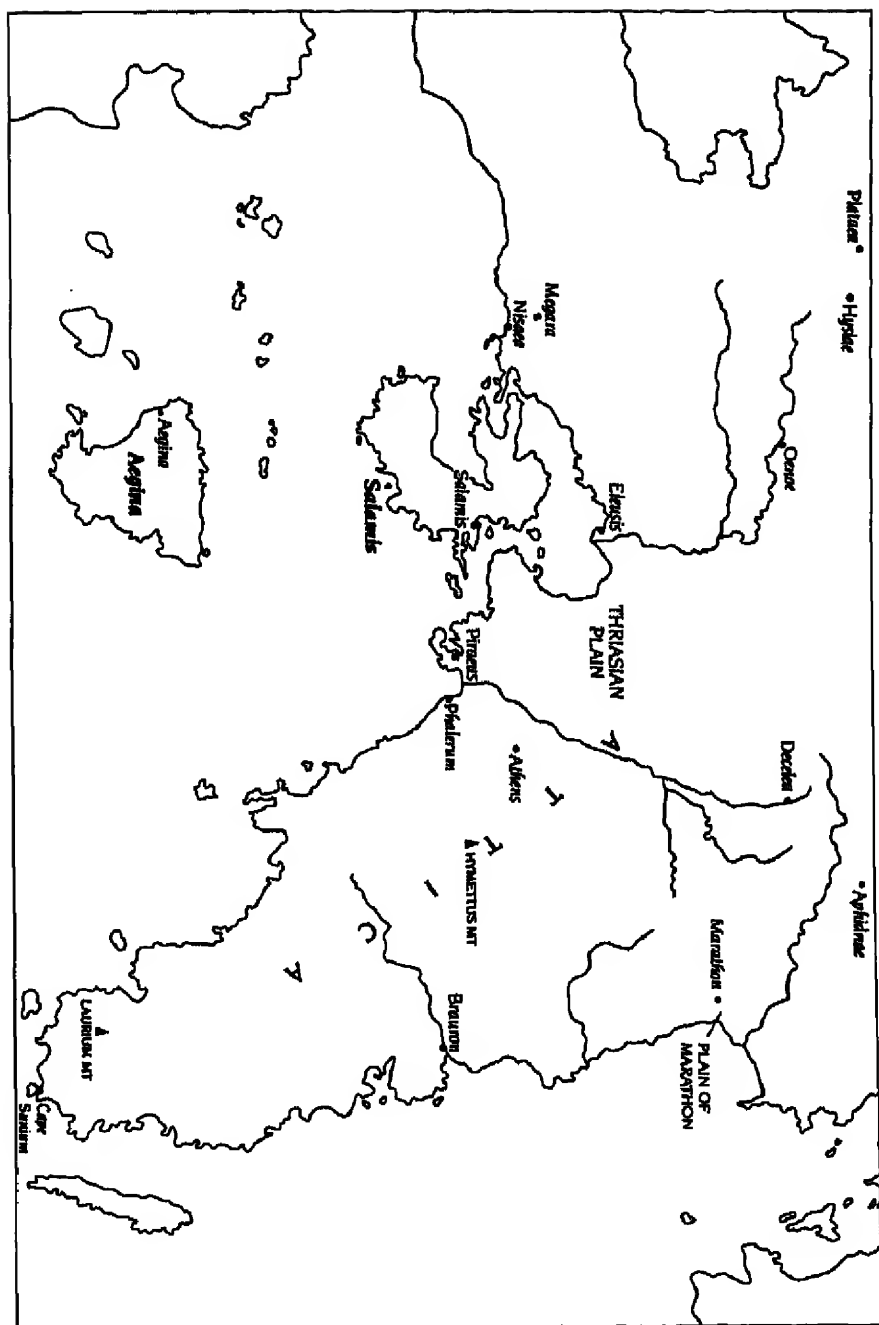 Plataea
Hysiae
Aphidnae
Oenoe
Decelea
Marathon
PLAIN OF
MARATHON
Eleusis
THRIASIAN
PLAIN
Megara
Nisaea
Athens
Salamis
Piraeus
HYMETTUS MT
Phalerum
Brauron
Salamis
Aegina
Aegina
LAURIUM MT
Cape
Sunium